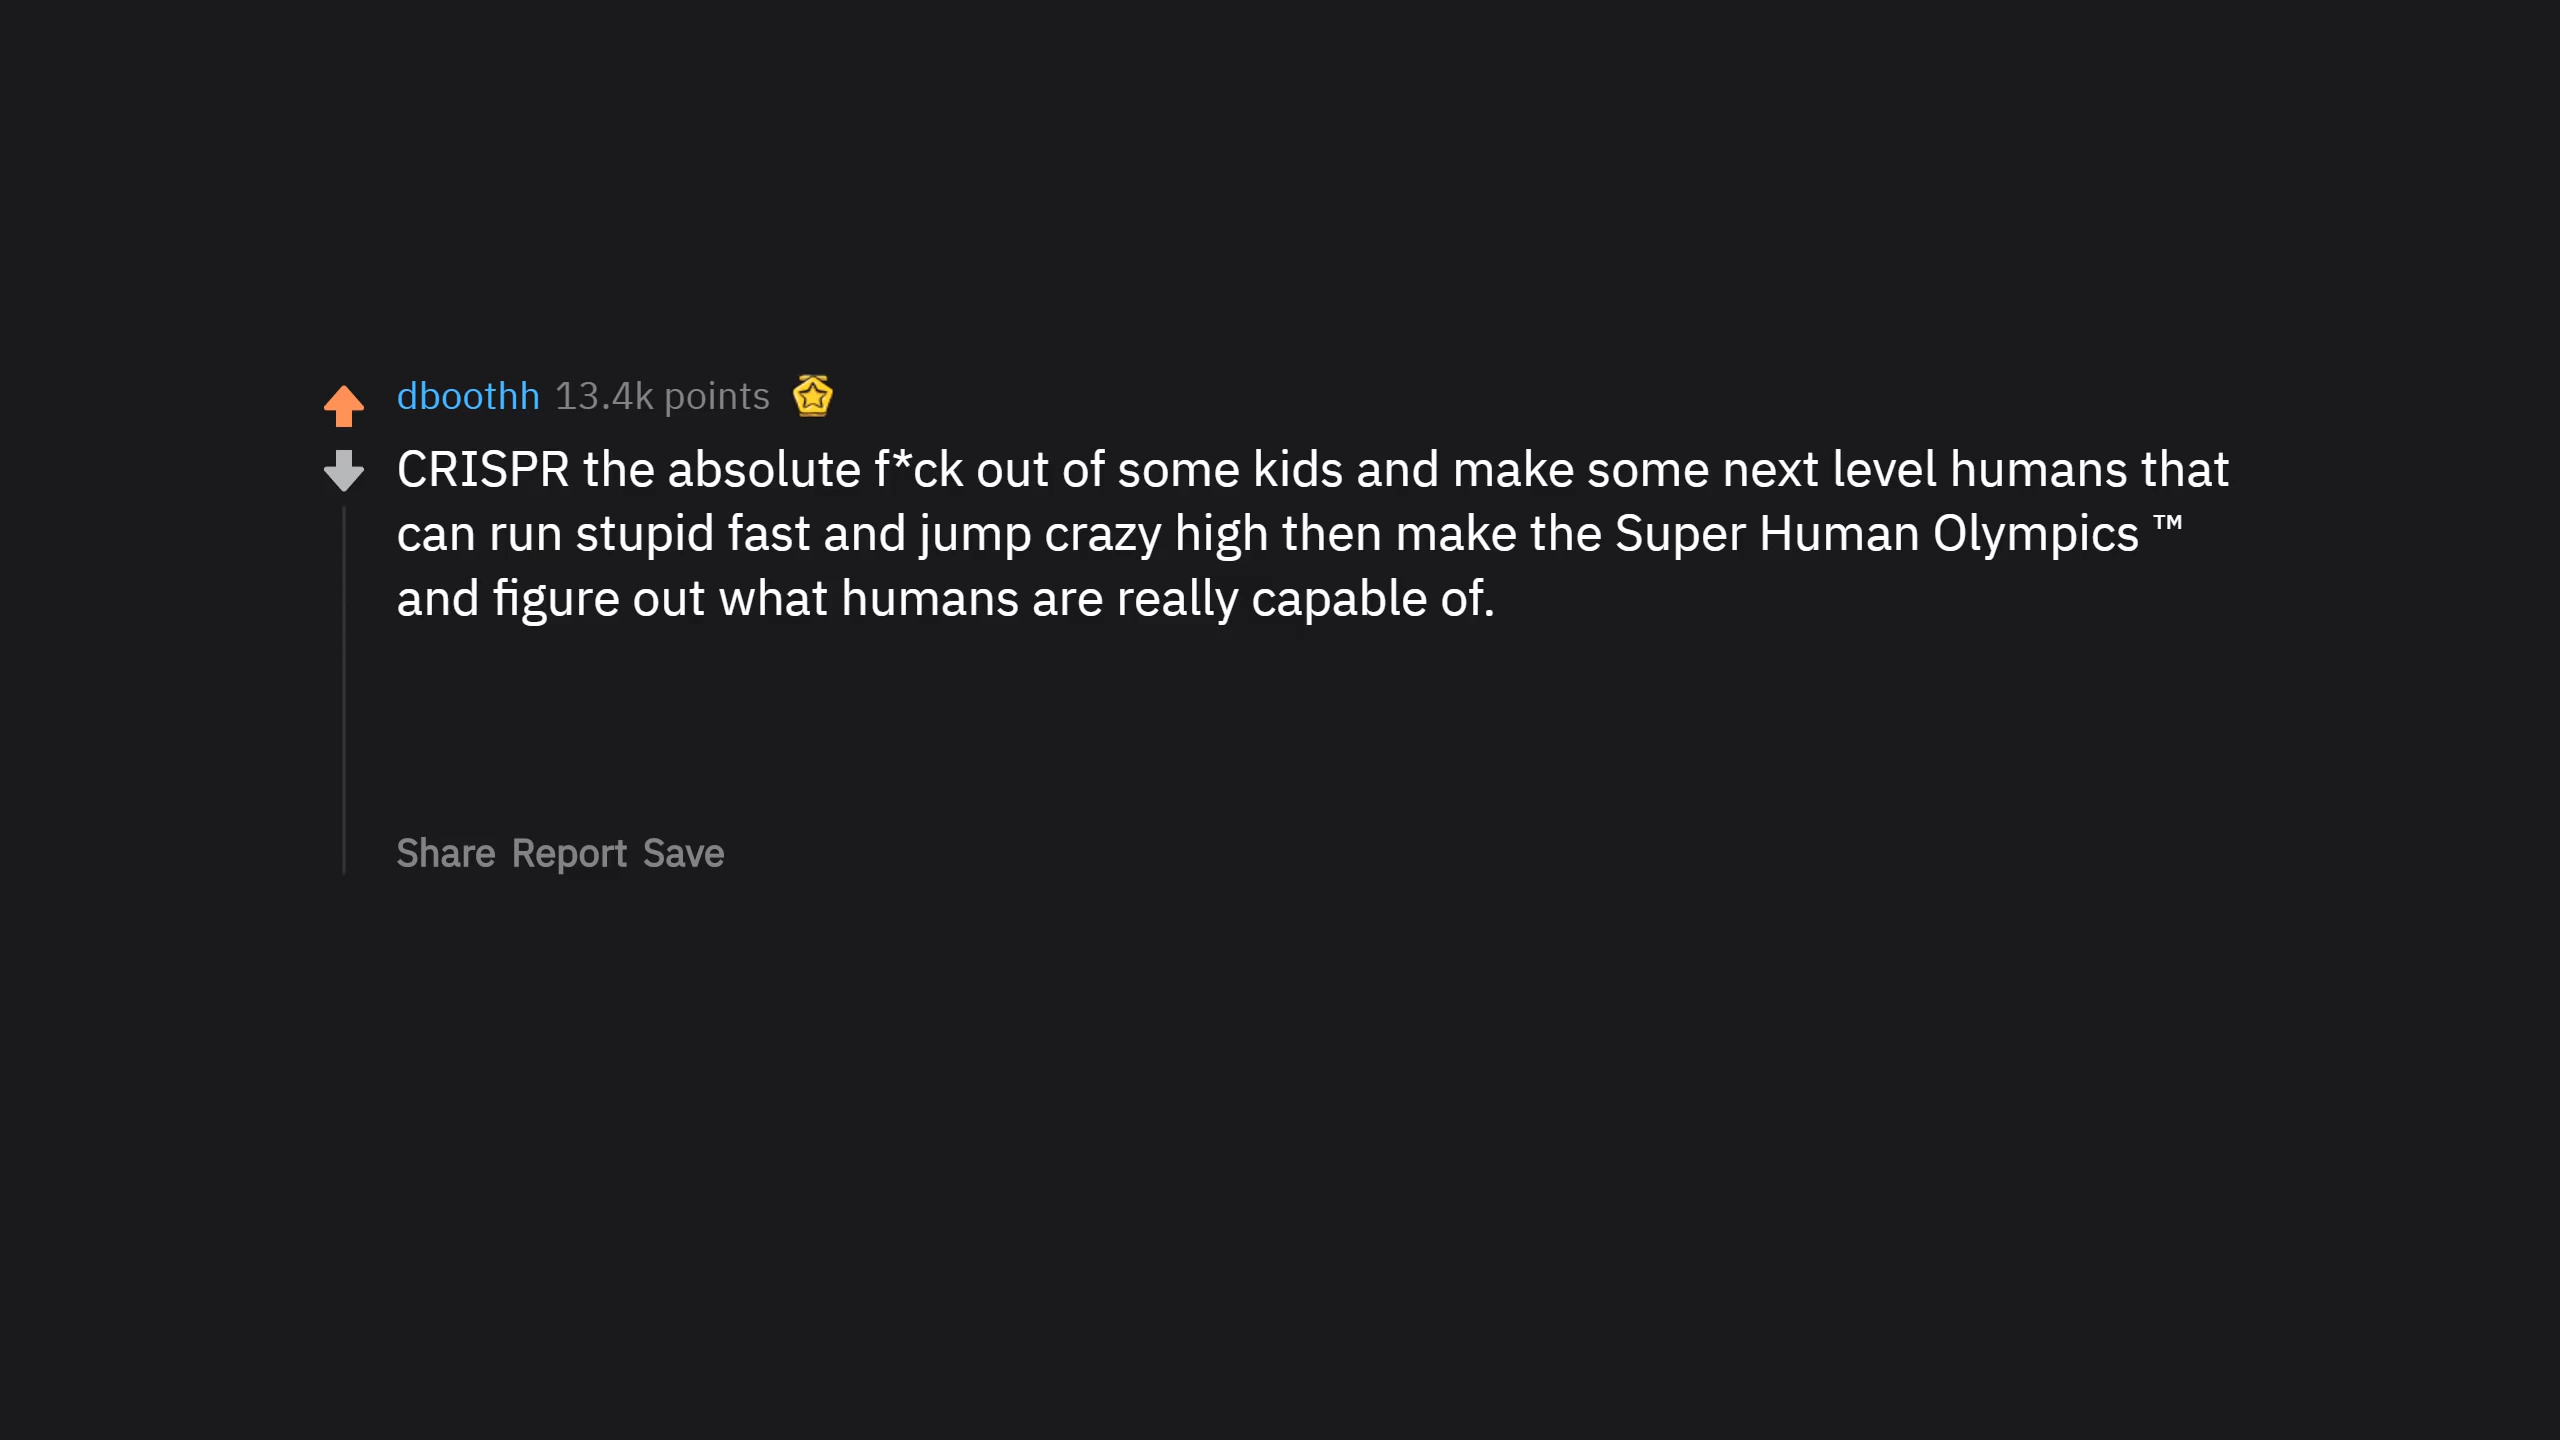 dboothh 13.4k points
CRISPR the absolute f*ck out of some kids and make some next level humans that
can run stupid fast and jump crazy high then make the Super Human Olympics ™
and figure out what humans are really capable of.
Share Report Save